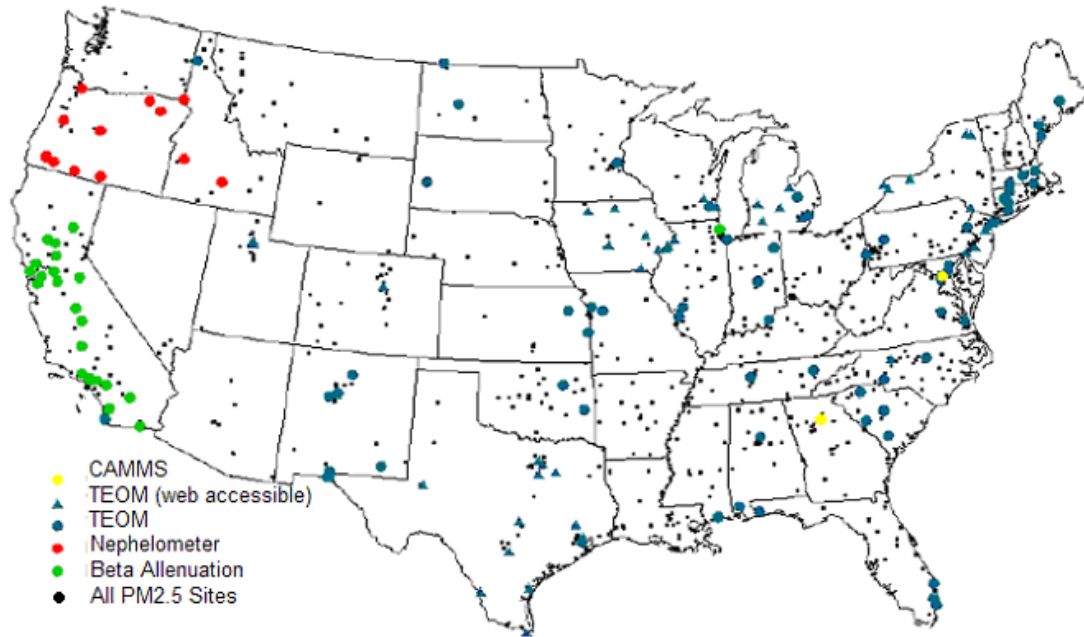 CAMMS
TEOM (web accessible)
TEOM
Nephelometer
Beta Allenuation
All PM2.5 Sites